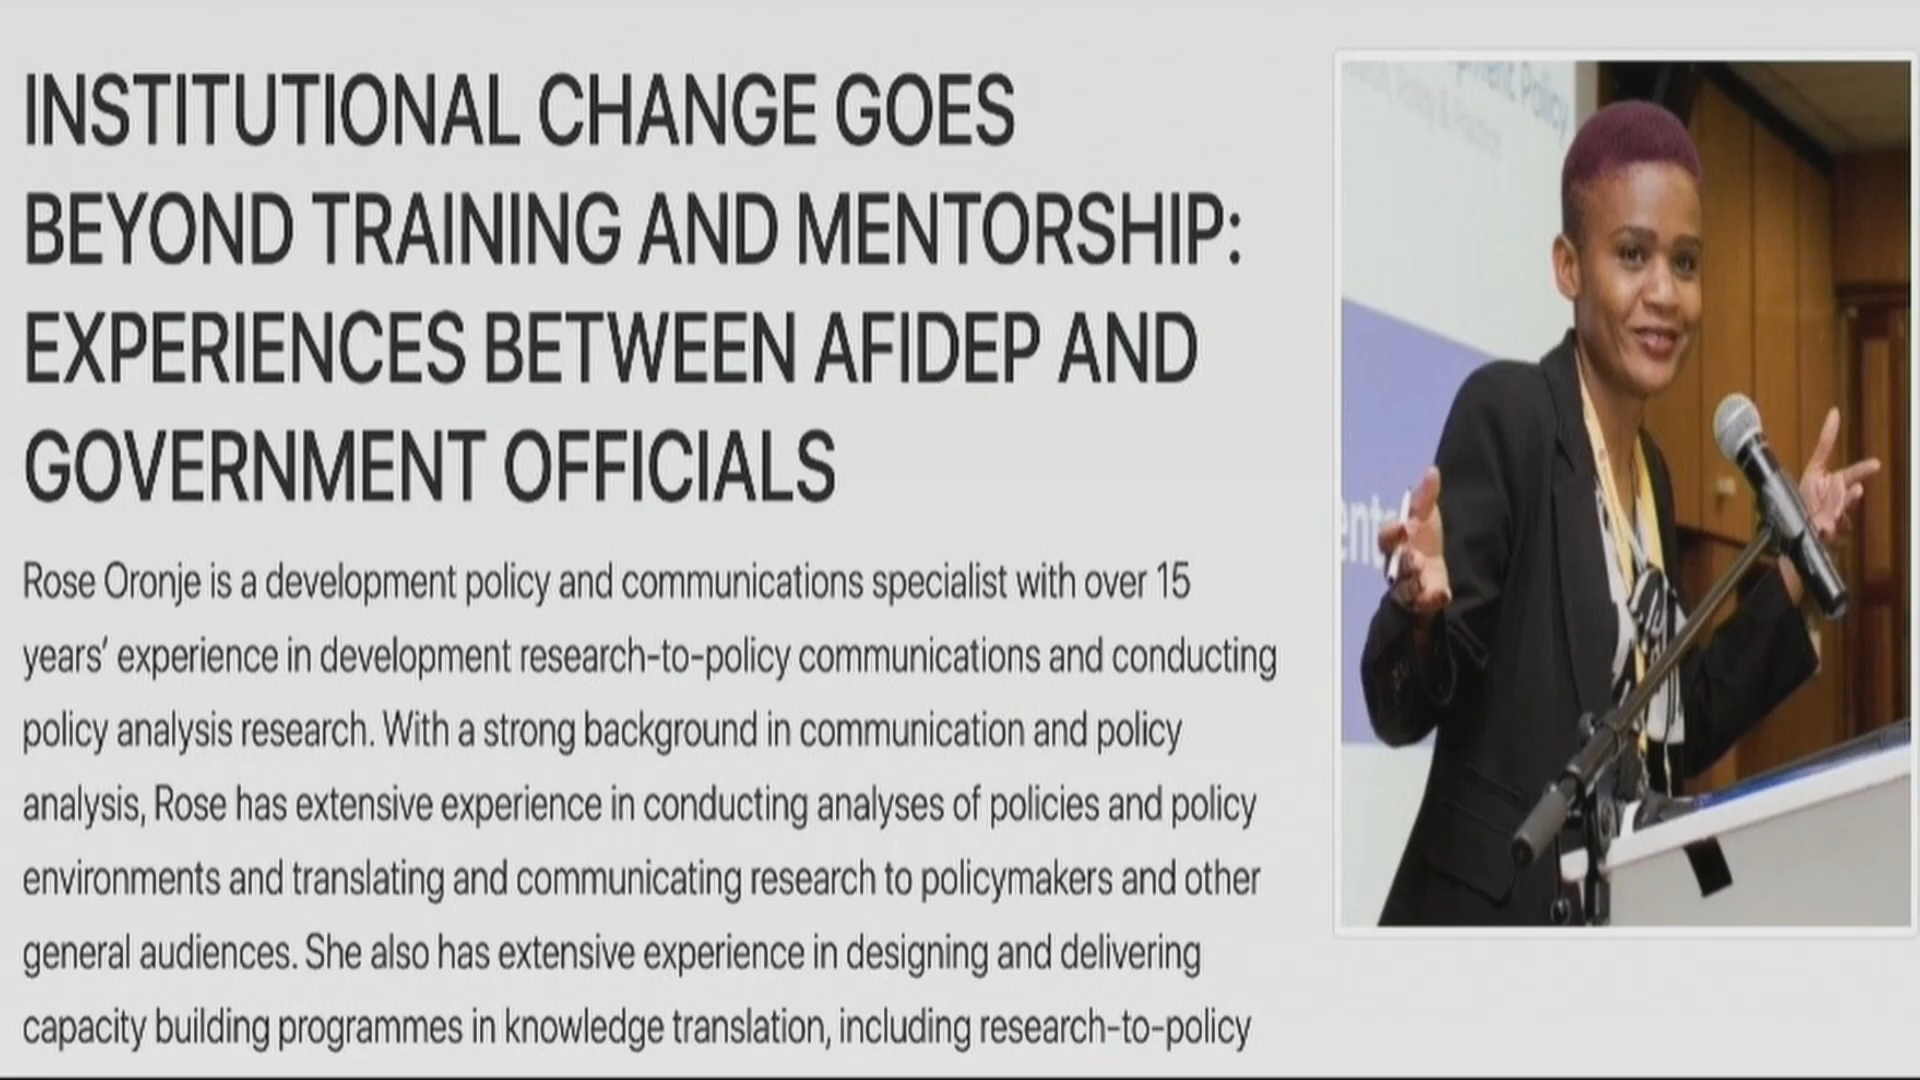 INSTITUTIONAL CHANGE GOES
BEYOND TRAINING AND MENTORSHIP:
EXPERIENCES BETWEEN AFIDEP AND
GOVERNMENT OFFICIALS
Rose Oronje is a development policy and communications specialist with over 15
years’ experience in development research-to-policy communications and conducting
policy analysis research. With a strong background in communication and policy
analysis, Rose has extensive experience in conducting analyses of policies and policy
environments and translating and communicating research to policymakers and other
general audiences. She also has extensive experience in designing and delivering
capacity building programmes in knowledge translation, including research-to-policy
Policy